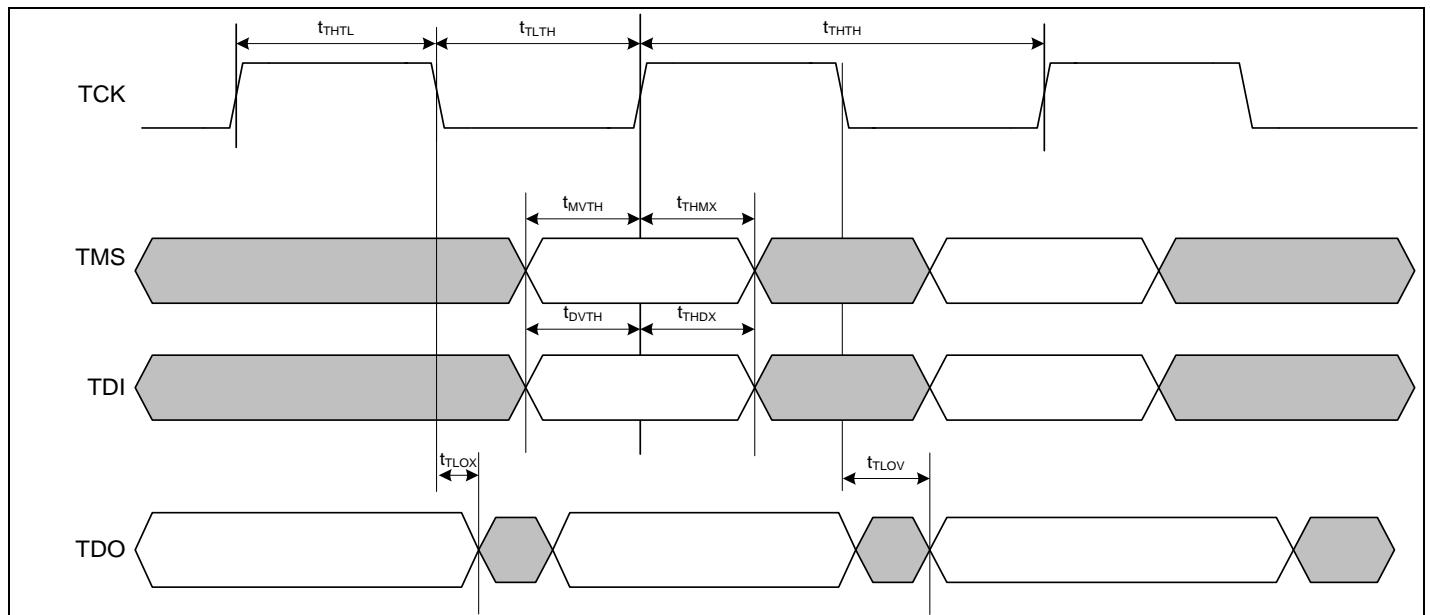 tTHTL tTLTH tTHTH
TCK
tMVTH tTHMX
TMS
tDVTH tTHDX
TDI
tTLOX tTLOV
TDO